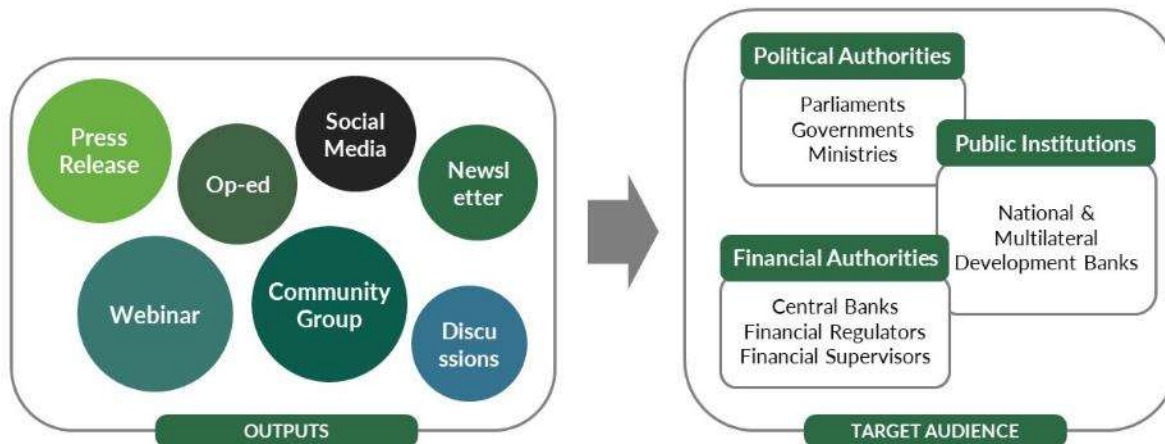 Press
Release
Op-ed
Social
Media
Newsl
etter
Webinar
Community
Group
Discu
ssions
OUTPUTS
Political Authorities
Parliaments
Governments
Ministries
Public Institutions
National &
Multilateral
Development Banks
Financial Authorities
Central Banks
Financial Regulators
Financial Supervisors
TARGET AUDIENCE